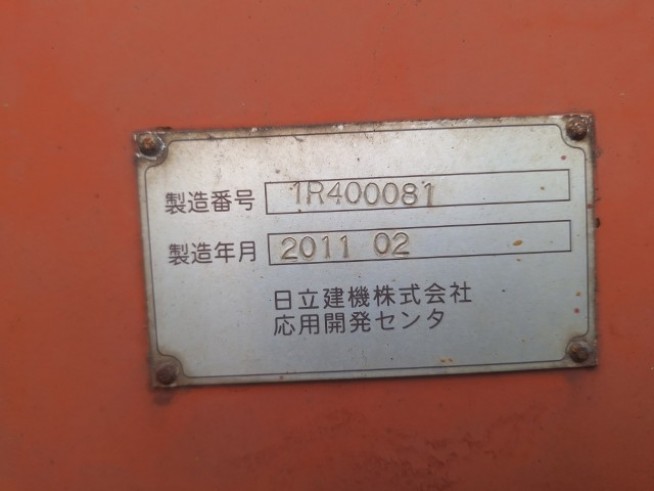 製造番号 1R400081
製造年月 2011 02
日立建機株式会社
応用開発センタ